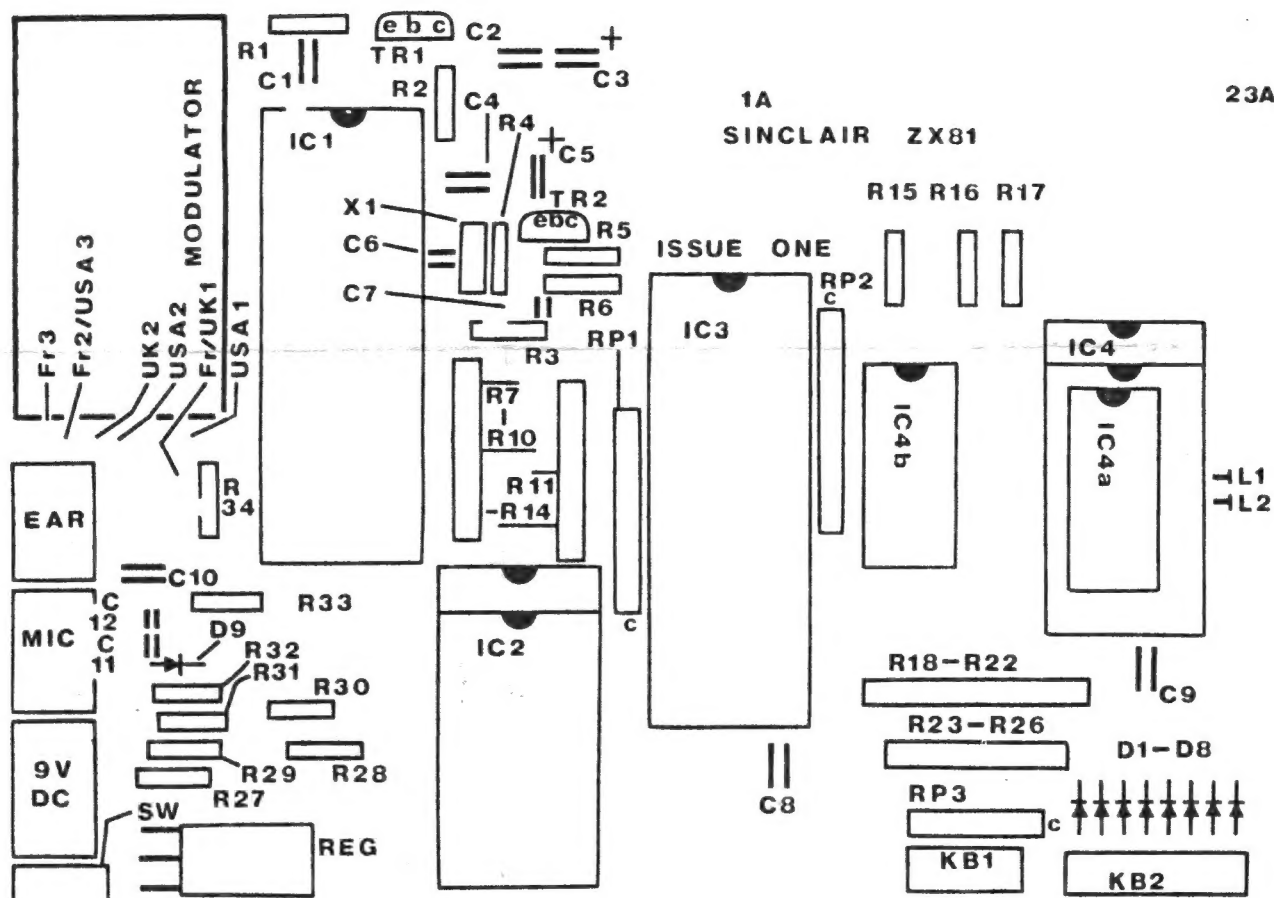 R1
C1
e b c
TR1
C2
+
C3
R2
C4
R4
+
C5
1A
23A
SINCLAIR ZX81
IC1
MODULATOR
X1
TR2
ebc
R5
C6
C7
R6
R3
ISSUE ONE
R15
R16
R17
RP2
c
IC3
RP1
IC4
IC4b
IC4a
L1
L2
Fr3
Fr2/USA3
UK2
USA2
Fr/UK1
USA1
R7
R10
R11
-R14
R
34
EAR
C10
C
12
C
11
MIC
R33
D9
R32
R31
R30
c
IC2
R18-R22
C9
R23-R26
D1-D8
9V
DC
R29
R28
R27
C8
SW
REG
RP3
c
KB1
KB2